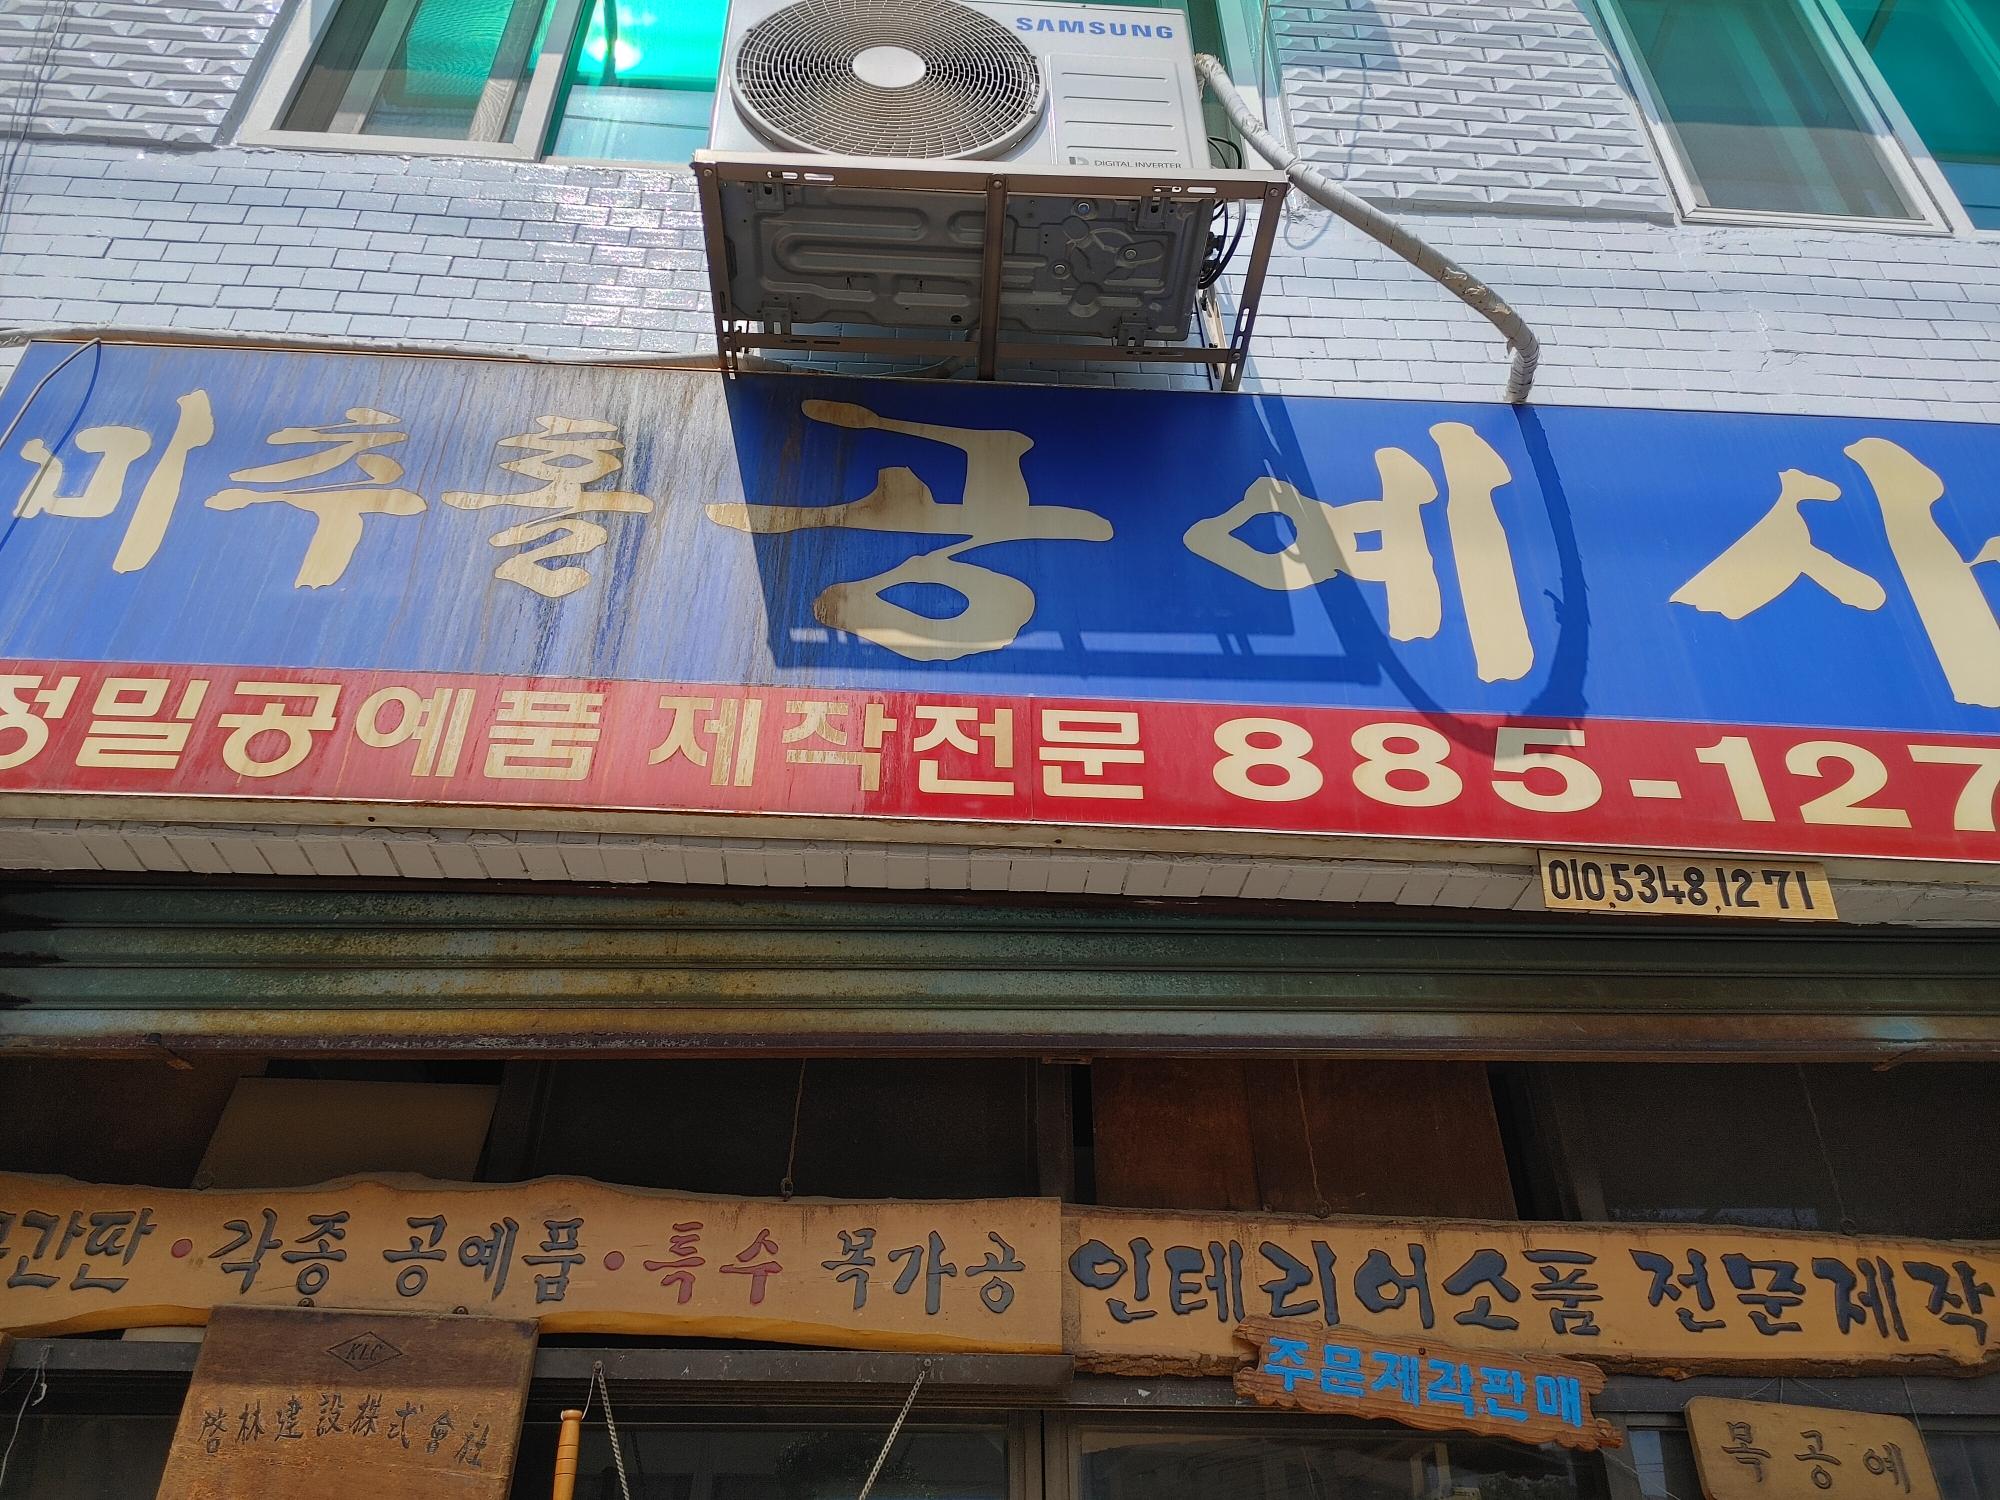 SAMSUNG
DIGITAL INVERTER
미추홀 공예사
정밀공예품 제작전문 885-127
010.5348.1271
간판·각종 공예품·특수 목가공
인테리어소품 전문제작
주문제작판매
KLC
啓林建設株式會社
목공예